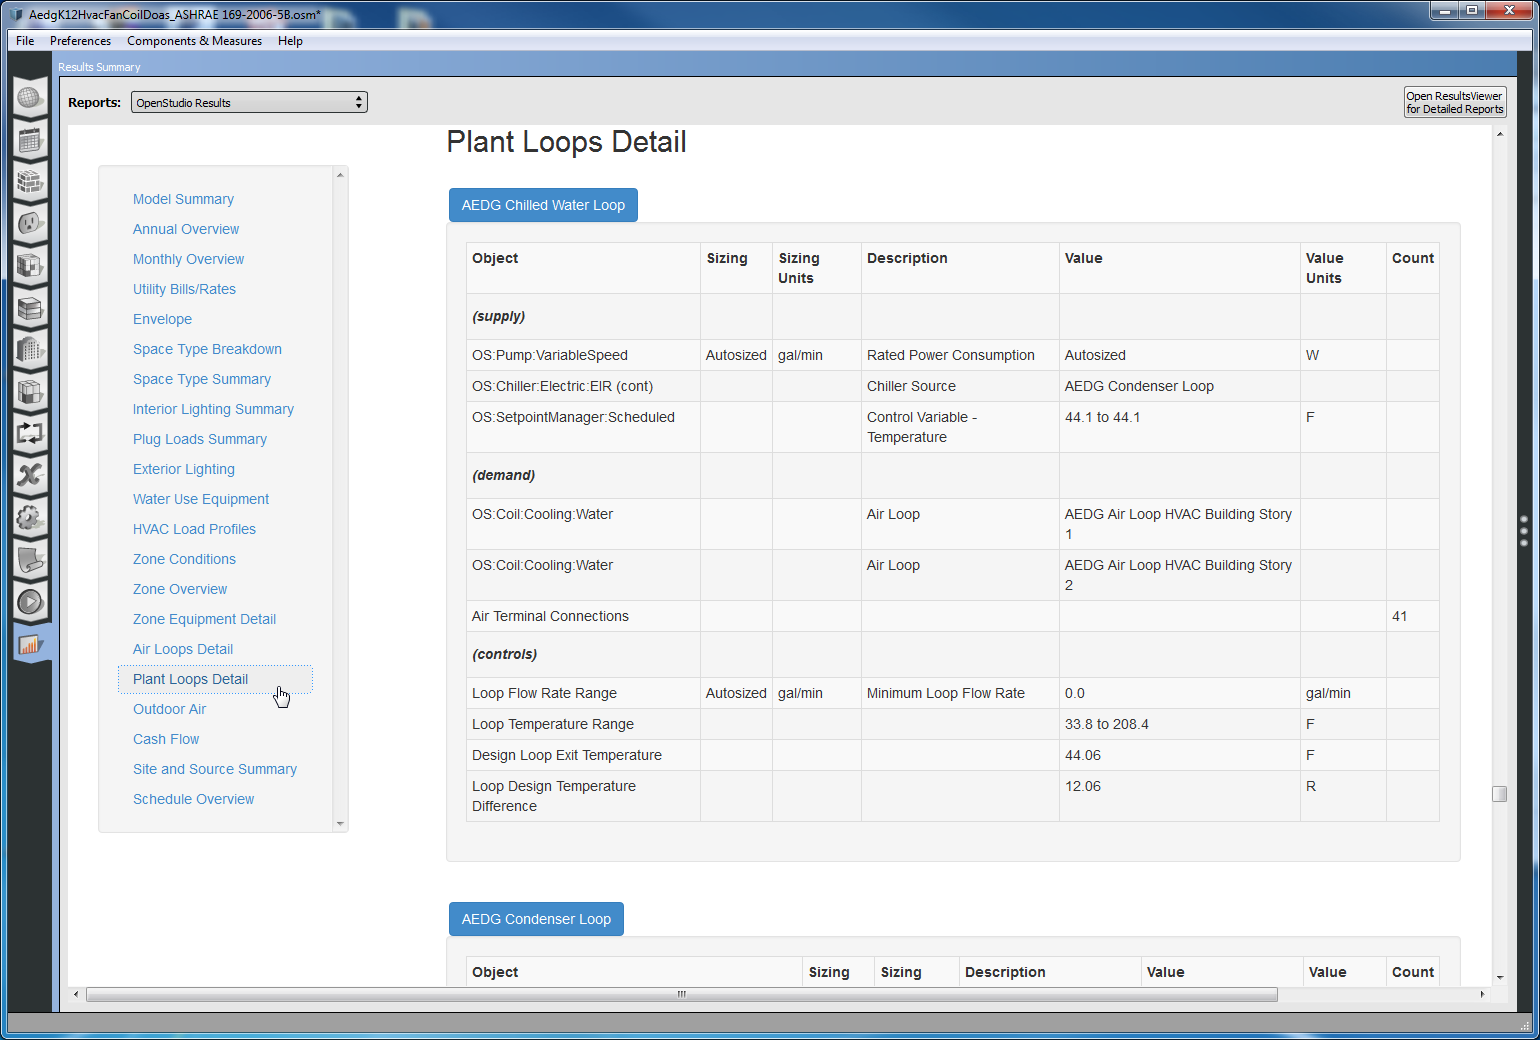 AedgK12HvacFanCoilDoas_ASHRAE 169-2006-5B.osm*
File Preferences Components & Measures Help
Results Summary
Reports: OpenStudio Results
Open ResultsViewer
for Detailed Reports
Model Summary
Annual Overview
Monthly Overview
Utility Bills/Rates
Envelope
Space Type Breakdown
Space Type Summary
Interior Lighting Summary
Plug Loads Summary
Exterior Lighting
Water Use Equipment
HVAC Load Profiles
Zone Conditions
Zone Overview
Zone Equipment Detail
Air Loops Detail
Plant Loops Detail
Outdoor Air
Cash Flow
Site and Source Summary
Schedule Overview
Plant Loops Detail
AEDG Chilled Water Loop
Object Sizing Sizing Description Value Value Count
Units Units
(supply)
OS:Pump:VariableSpeed Autosized gal/min Rated Power Consumption Autosized W
OS:Chiller:Electric:EIR (cont) Chiller Source AEDG Condenser Loop
OS:SetpointManager:Scheduled Control Variable - 44.1 to 44.1 F
Temperature
(demand)
OS:Coil:Cooling:Water Air Loop AEDG Air Loop HVAC Building Story
1
OS:Coil:Cooling:Water Air Loop AEDG Air Loop HVAC Building Story
2
Air Terminal Connections 41
(controls)
Loop Flow Rate Range Autosized gal/min Minimum Loop Flow Rate 0.0 gal/min
Loop Temperature Range 33.8 to 208.4 F
Design Loop Exit Temperature 44.06 F
Loop Design Temperature 12.06 R
Difference
AEDG Condenser Loop
Object Sizing Sizing Description Value Value Count